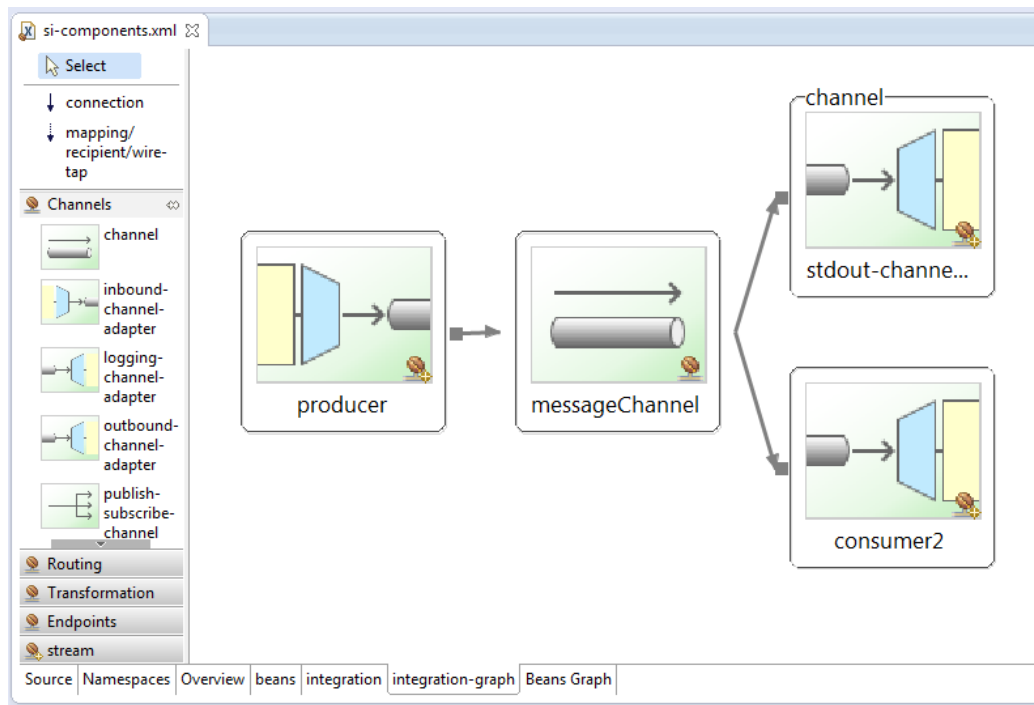 si-components.xml
Select
connection
mapping/
recipient/wire-
tap
Channels
channel
inbound-
channel-
adapter
logging-
channel-
adapter
outbound-
channel-
adapter
publish-
subscribe-
channel
Routing
Transformation
Endpoints
stream
producer
messageChannel
channel
stdout-channe...
consumer2
Source Namespaces Overview beans integration integration-graph Beans Graph